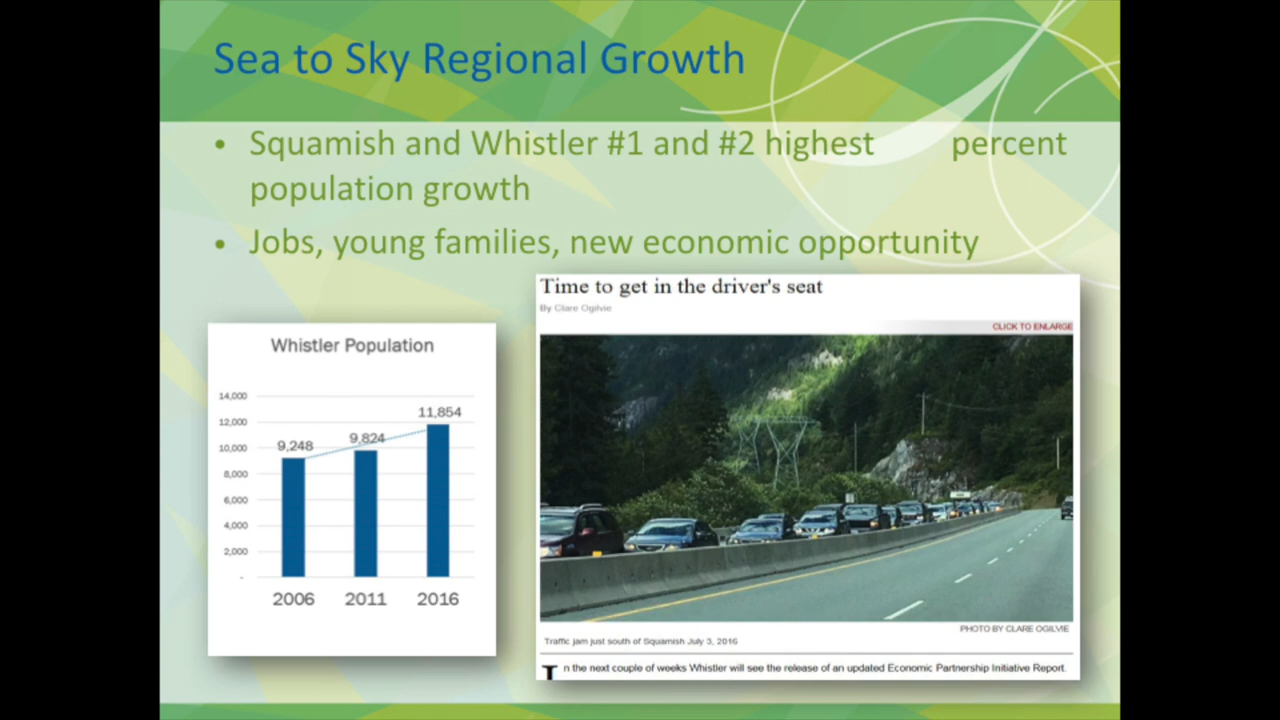 Sea to Sky Regional Growth
• Squamish and Whistler #1 and #2 highest percent
population growth
• Jobs, young families, new economic opportunity
Whistler Population
14,000
12,000
10,000
8,000
6,000
4,000
2,000
-
9,248
9,824
11,854
2006 2011 2016
Time to get in the driver's seat
By Clare Ogilvie
CLICK TO ENLARGE
PHOTO BY CLARE OGILVIE
Traffic jam just south of Squamish July 3, 2016
In the next couple of weeks Whistler will see the release of an updated Economic Partnership Initiative Report.